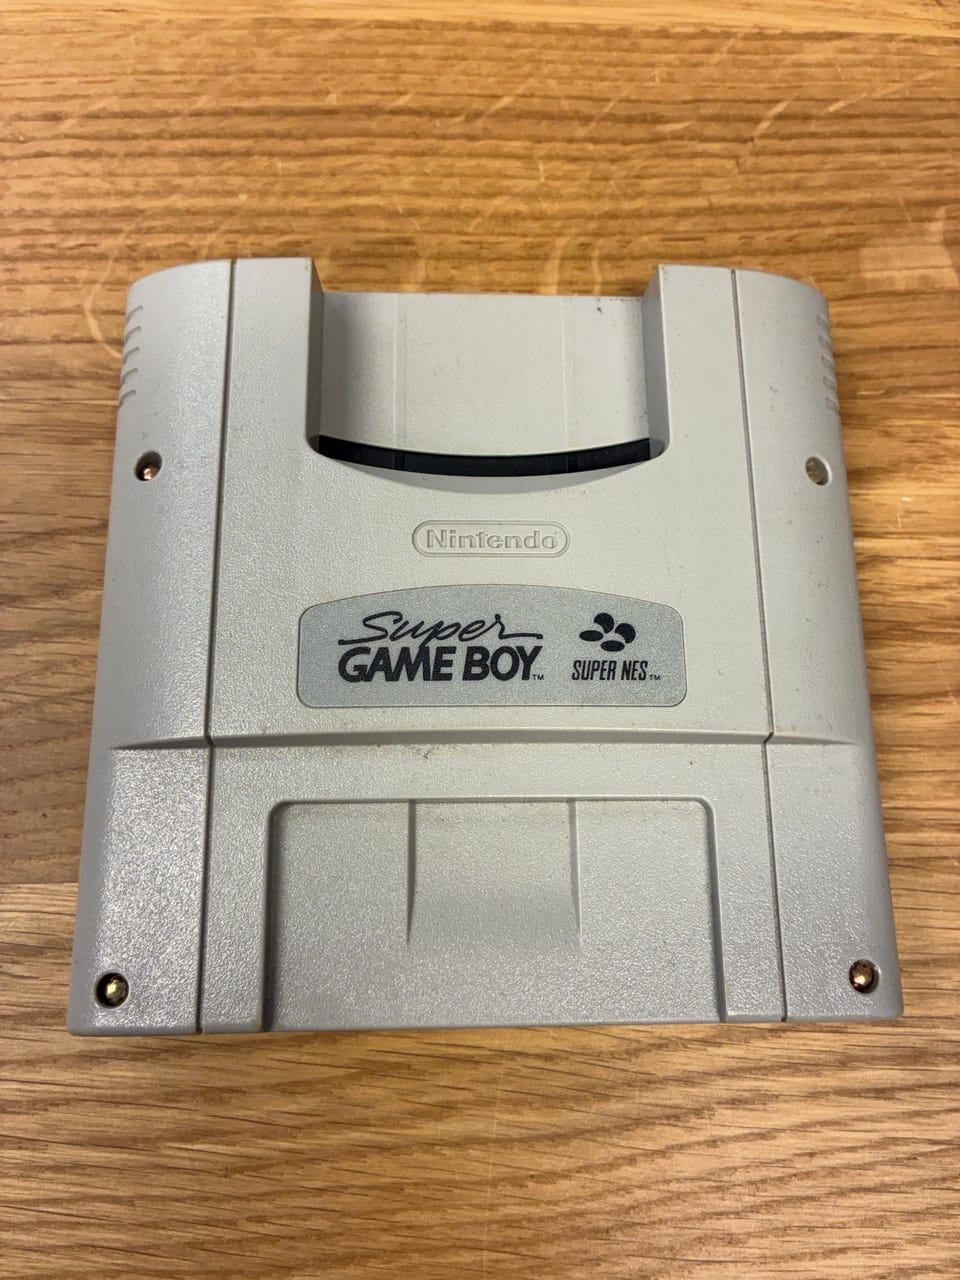 Nintendo®
Super
GAME BOY™
SUPER NES™